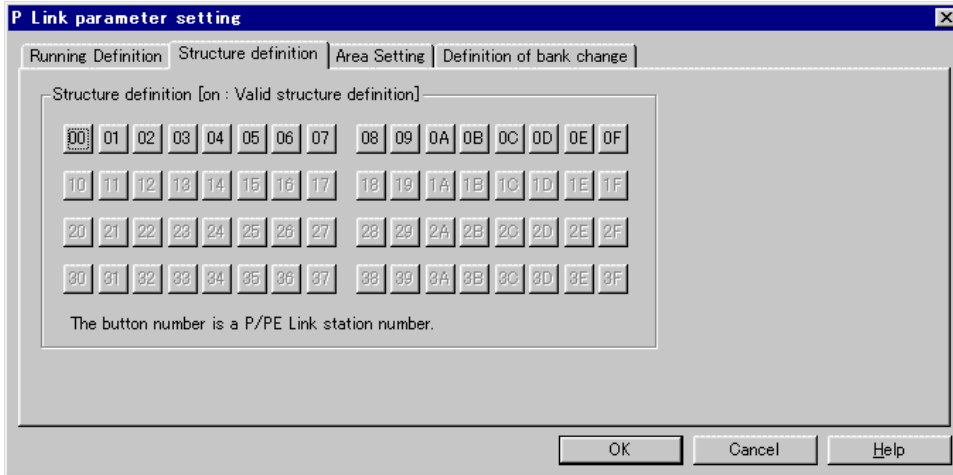 P Link parameter setting
Running Definition Structure definition Area Setting Definition of bank change
Structure definition [on : Valid structure definition]
00 01 02 03 04 05 06 07 08 09 0A 0B 0C 0D 0E 0F
10 11 12 13 14 15 16 17 18 19 1A 1B 1C 1D 1E 1F
20 21 22 23 24 25 26 27 28 29 2A 2B 2C 2D 2E 2F
30 31 32 33 34 35 36 37 38 39 3A 3B 3C 3D 3E 3F
The button number is a P/PE Link station number.
OK Cancel Help